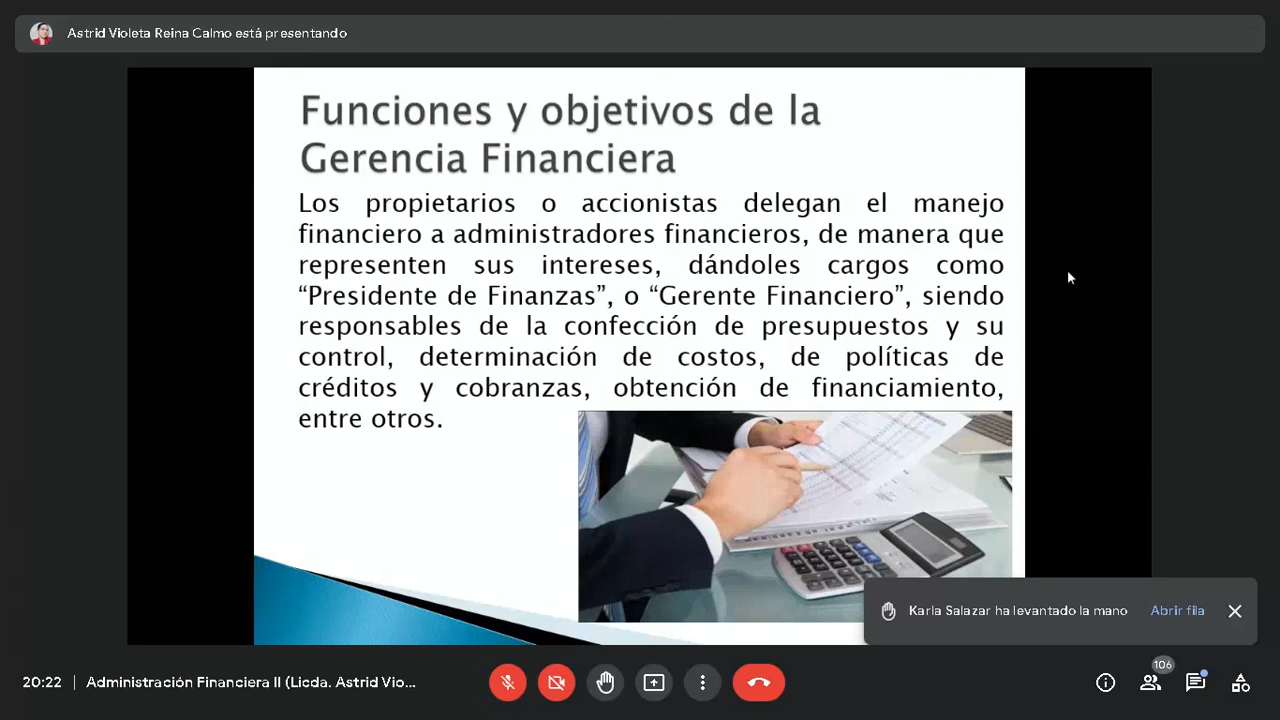 Astrid Violeta Reina Calmo está presentando
Funciones y objetivos de la
Gerencia Financiera
Los propietarios o accionistas delegan el manejo
financiero a administradores financieros, de manera que
representen sus intereses, dándoles cargos como
“Presidente de Finanzas”, o “Gerente Financiero”, siendo
responsables de la confección de presupuestos y su
control, determinación de costos, de políticas de
créditos y cobranzas, obtención de financiamiento,
entre otros.
Karla Salazar ha levantado la mano Abrir fila
106
20:22 | Administración Financiera II (Licda. Astrid Vio...